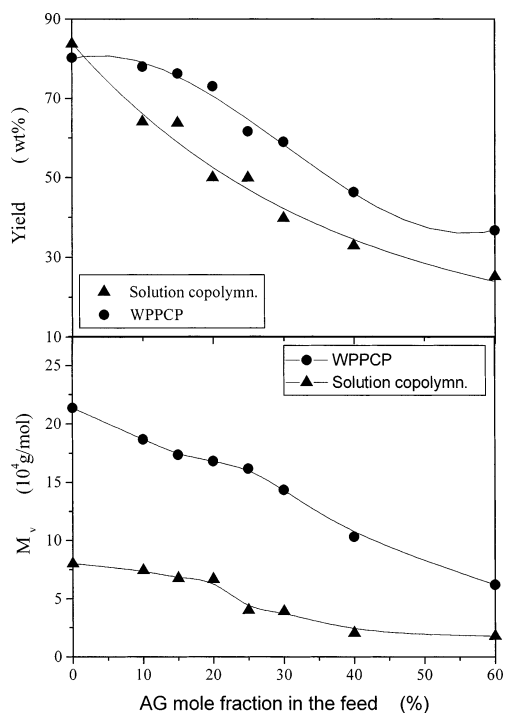 90
70
50
30
10
Yield (wt%)
Solution copolymn.
WPPCP
25
20
15
10
5
0
M v (10⁴g/mol)
WPPCP
Solution copolymn.
0 10 20 30 40 50 60
AG mole fraction in the feed (%)